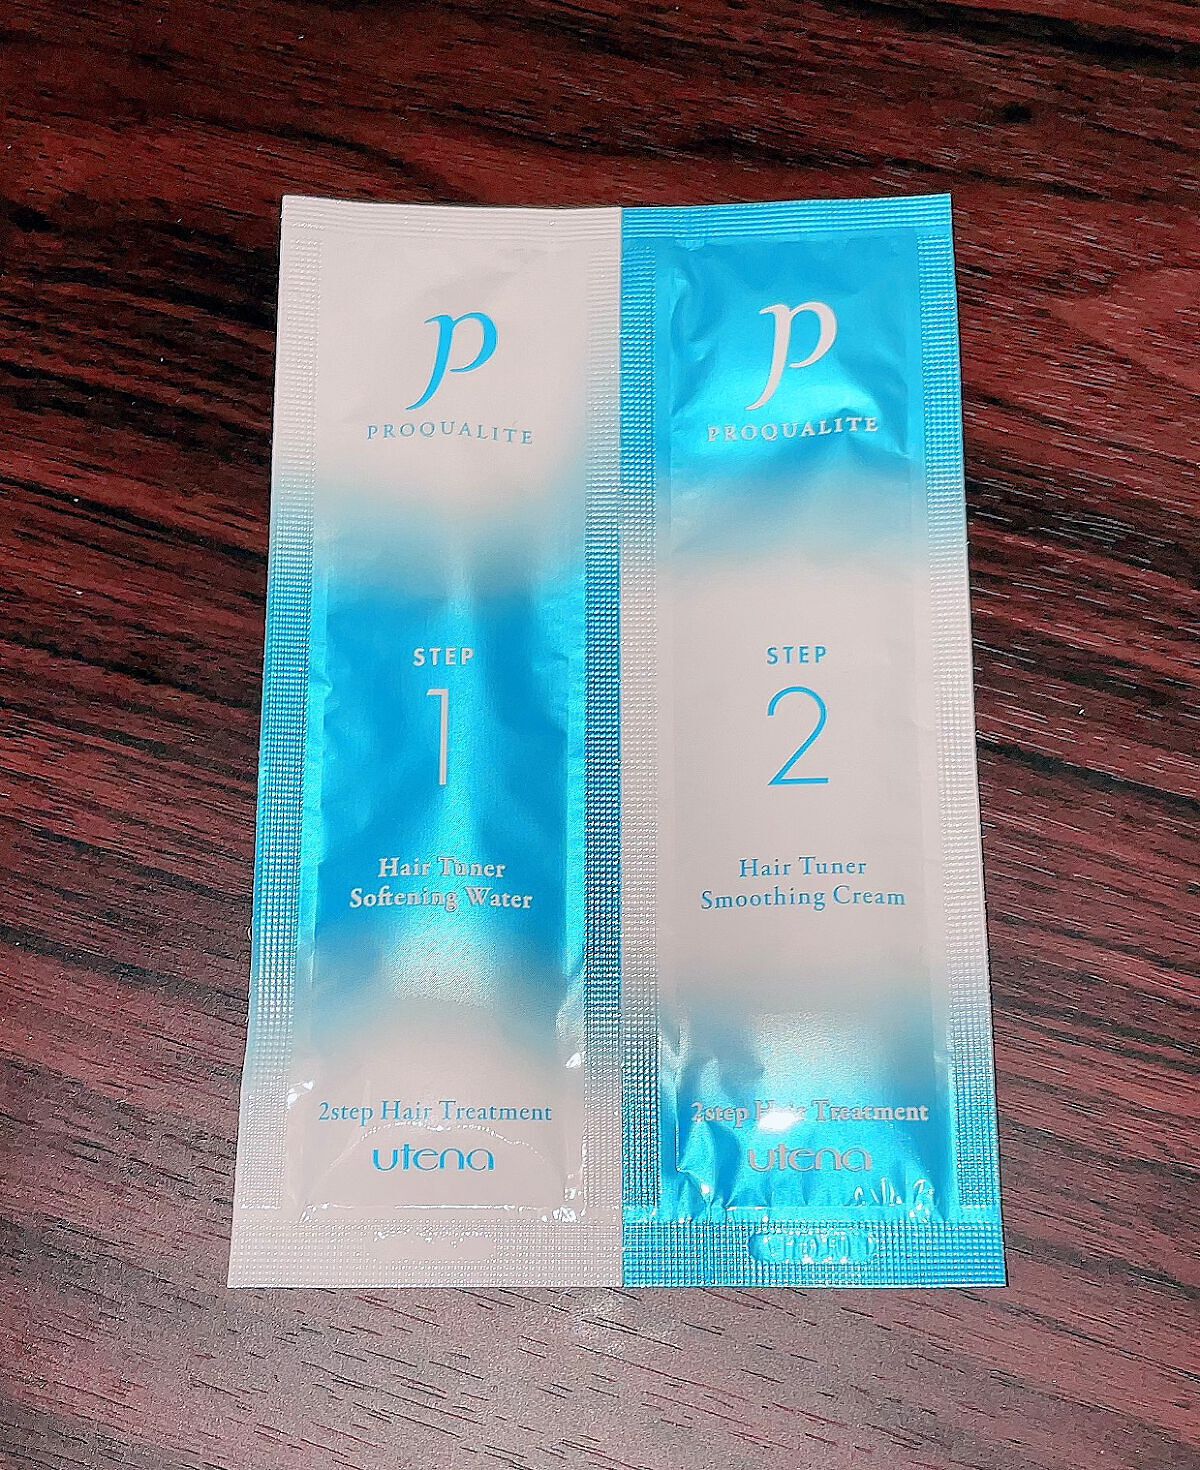 p
PROQUALITE
STEP
1
Hair Tuner
Softening Water
2step Hair Treatment
utena
p
PROQUALITE
STEP
2
Hair Tuner
Smoothing Cream
2step Hair Treatment
utena